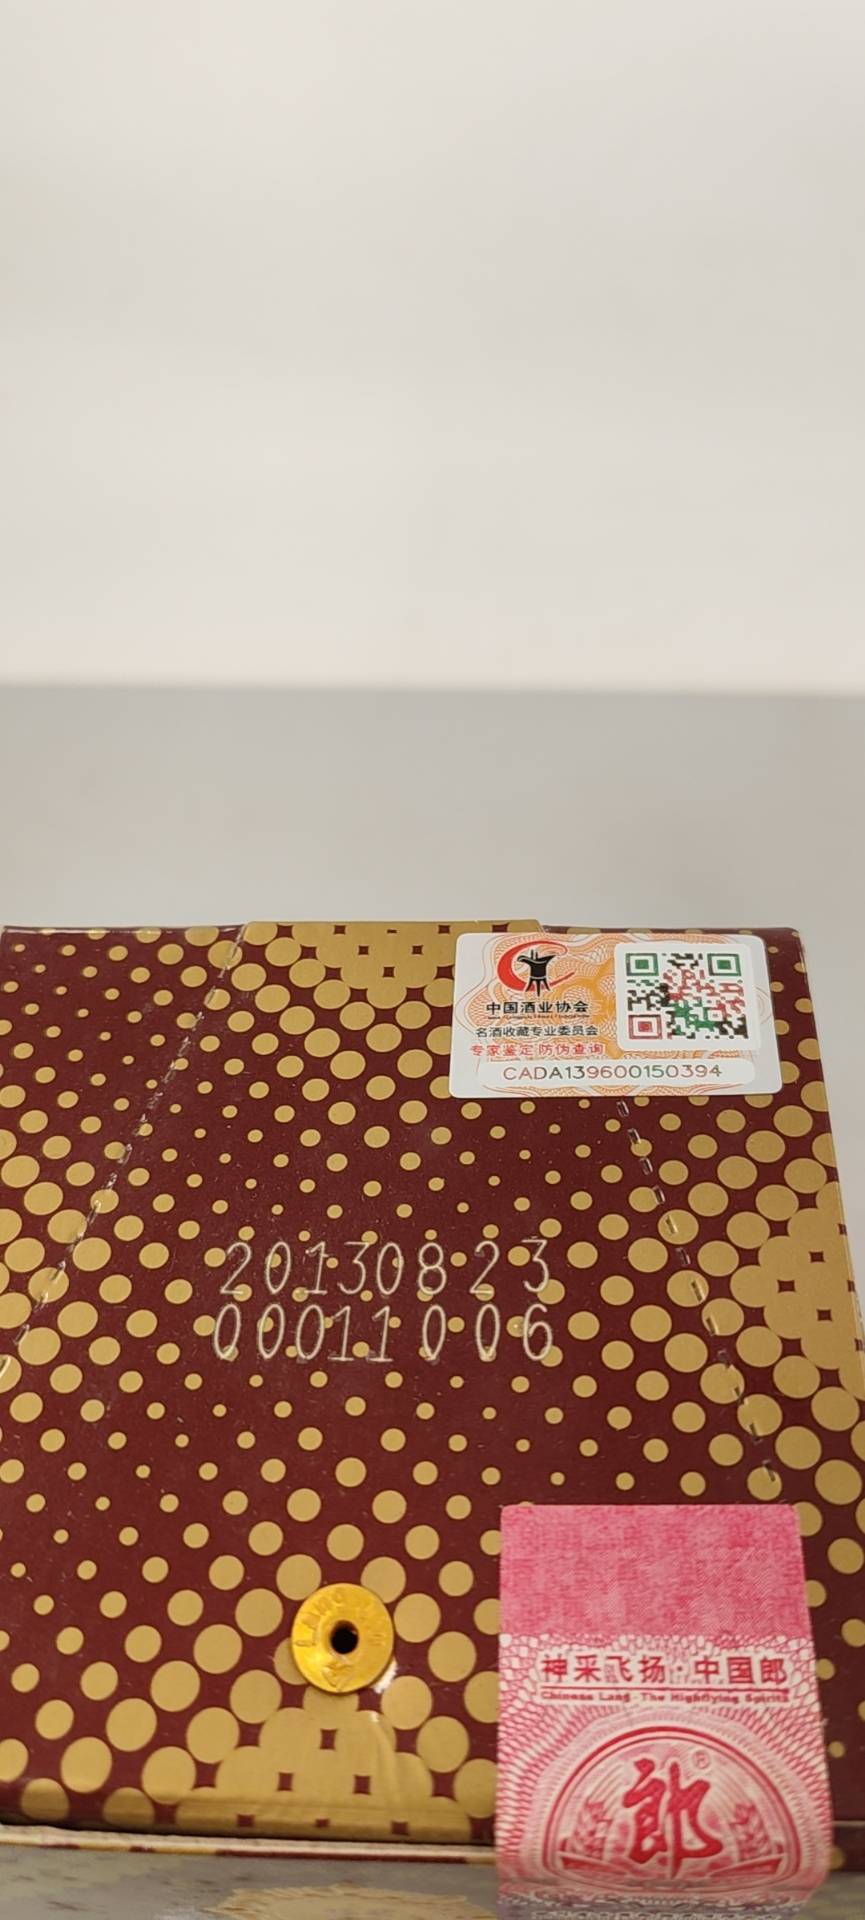 中国酒业协会
名酒收藏专业委员会
专家鉴定 防伪查询
CADA139600150394
20130823
00011006
神采飞扬·中国郎
Chinese Lang·The Highflying Spirits
郎®